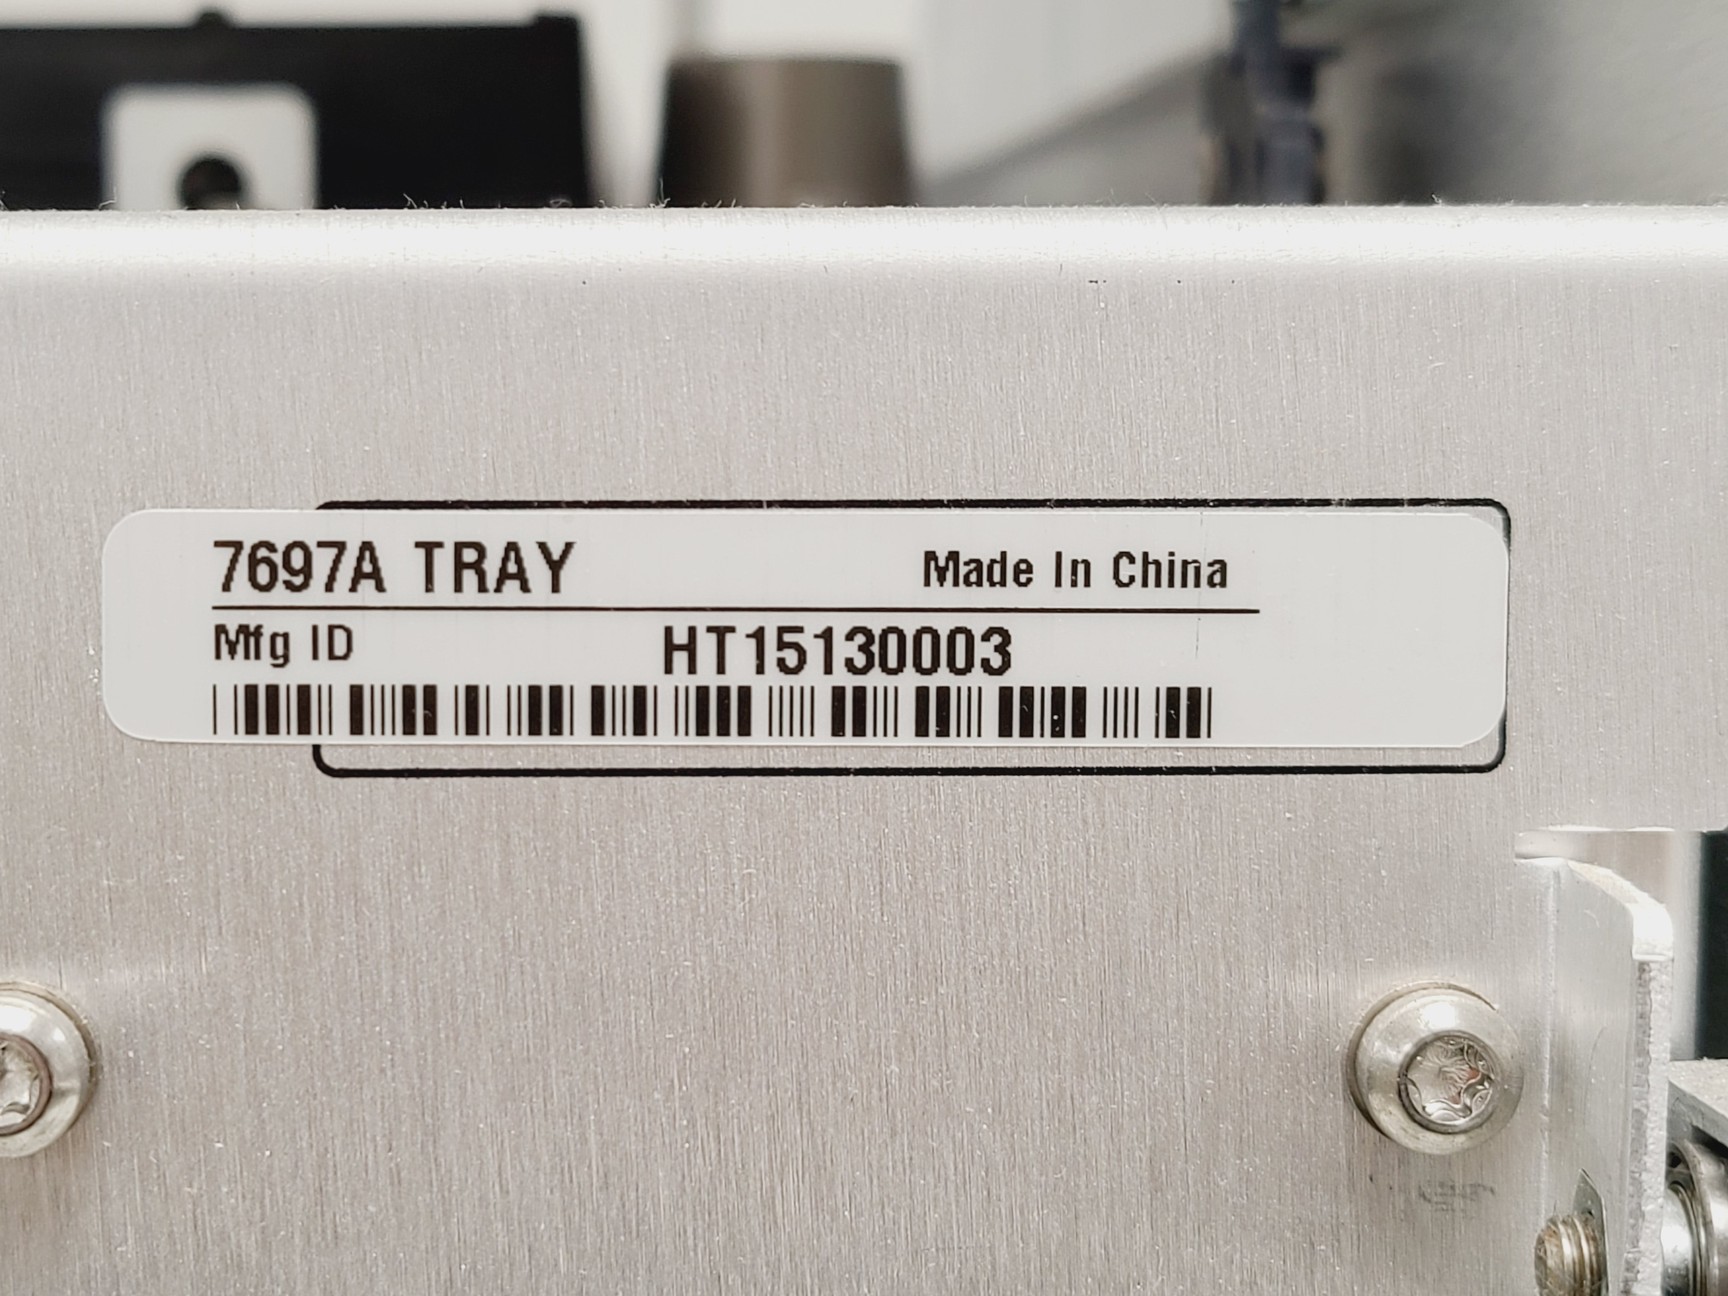 7697A TRAY Made In China
Mfg ID HT15130003